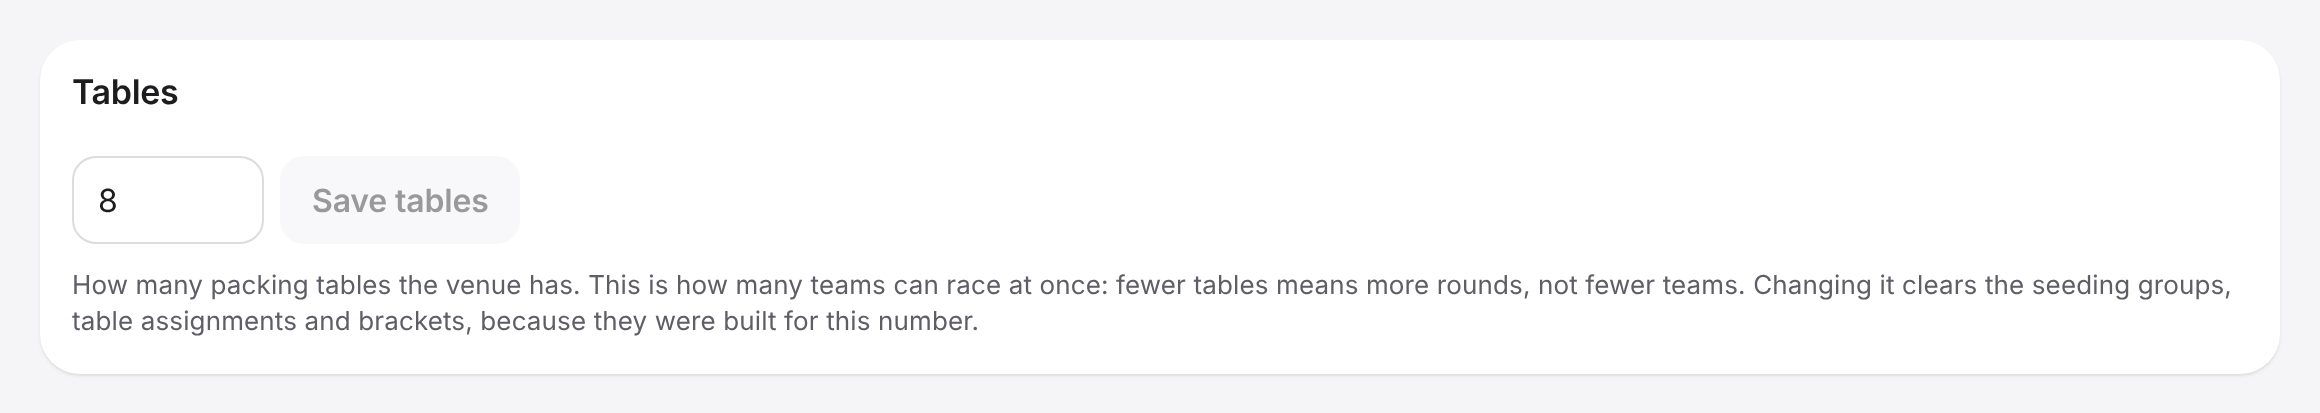 Tables
8
Save tables
How many packing tables the venue has. This is how many teams can race at once: fewer tables means more rounds, not fewer teams. Changing it clears the seeding groups,
table assignments and brackets, because they were built for this number.